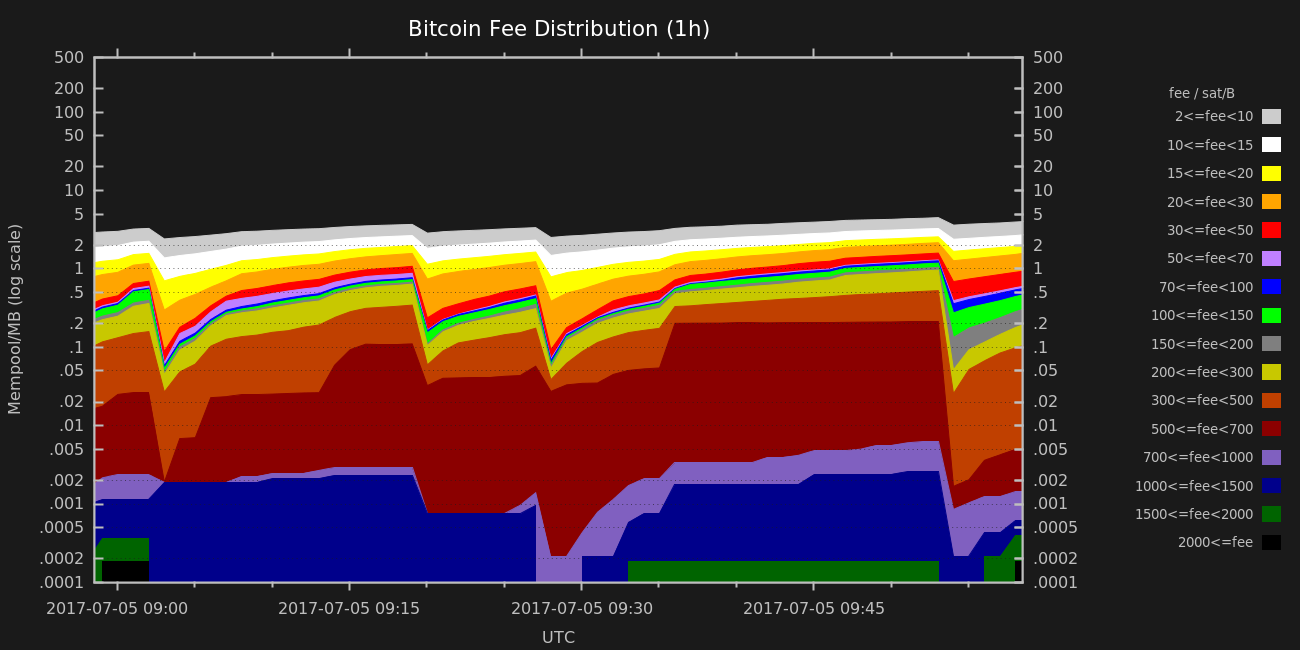 Bitcoin Fee Distribution (1h)
500 500
200 200
100 100
50 50
20 20
10 10
5 5
2 2
1 1
.5 .5
.2 .2
.1 .1
.05 .05
.02 .02
.01 .01
.005 .005
.002 .002
.001 .001
.0005 .0005
.0002 .0002
.0001 .0001
Mempool/MB (log scale)
2017-07-05 09:00 2017-07-05 09:15 2017-07-05 09:30 2017-07-05 09:45
UTC
fee / sat/B
2<=fee<10
10<=fee<15
15<=fee<20
20<=fee<30
30<=fee<50
50<=fee<70
70<=fee<100
100<=fee<150
150<=fee<200
200<=fee<300
300<=fee<500
500<=fee<700
700<=fee<1000
1000<=fee<1500
1500<=fee<2000
2000<=fee